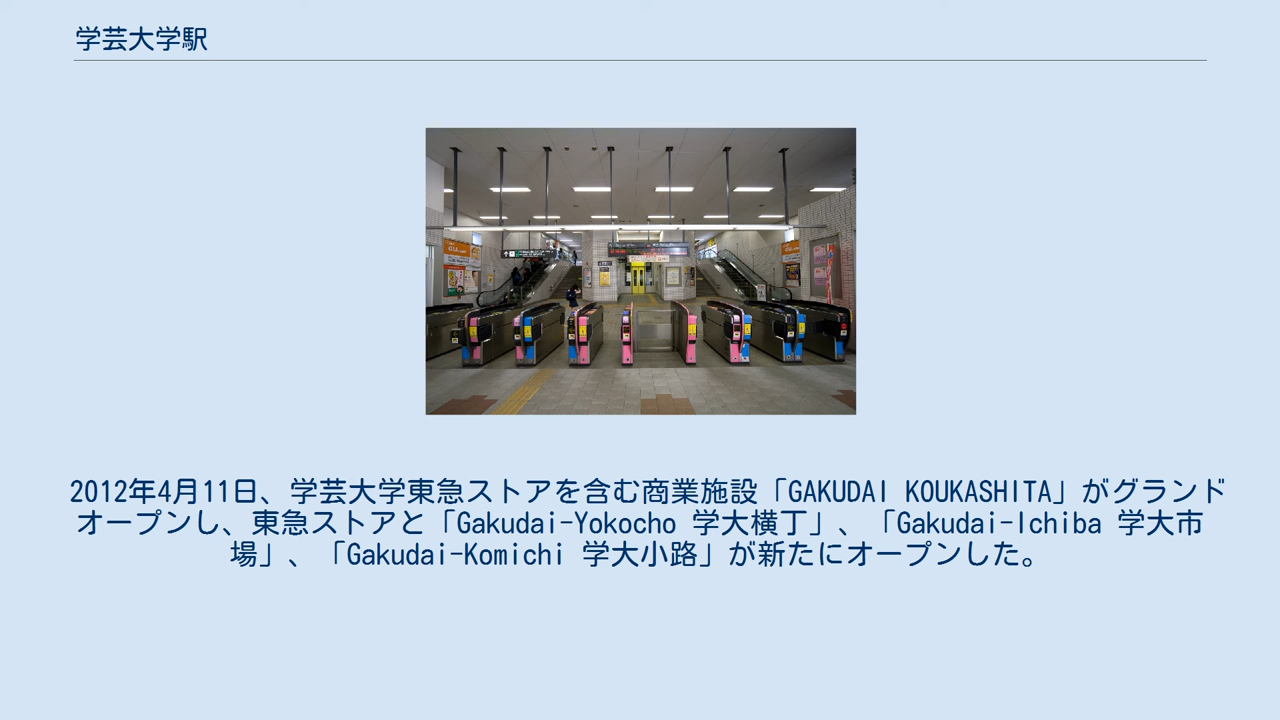 学芸大学駅
2012年4月11日、学芸大学東急ストアを含む商業施設「GAKUDAI KOUKASHITA」がグランド
オープンし、東急ストアと「Gakudai-Yokocho 学大横丁」、「Gakudai-Ichiba 学大市
場」、「Gakudai-Komichi 学大小路」が新たにオープンした。